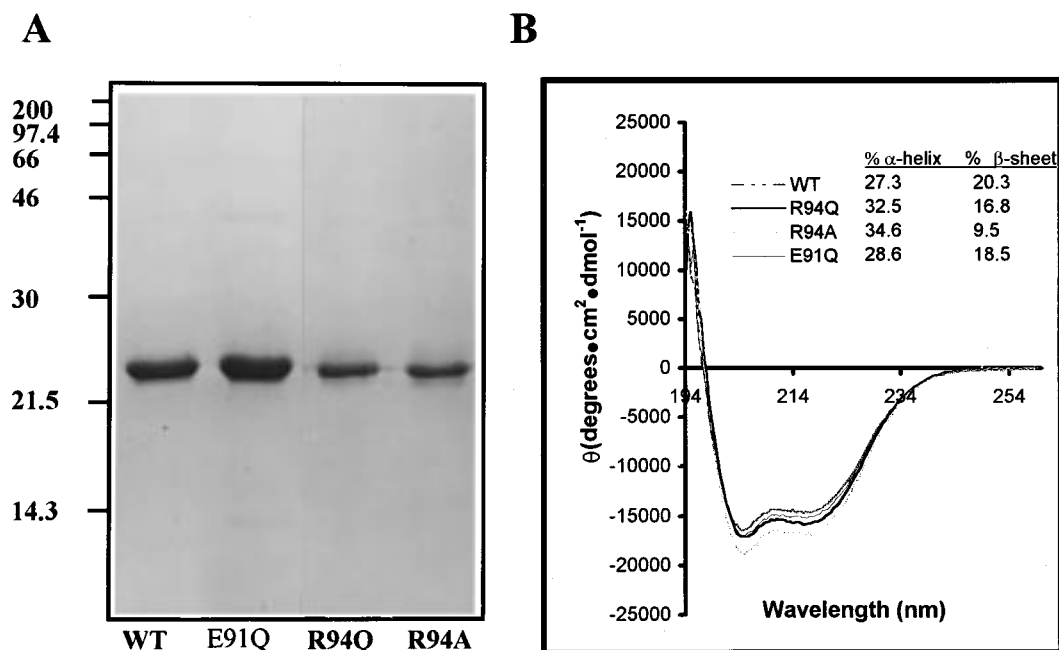 A
200
97.4
66
46
30
21.5
14.3
WT E91Q R94Q R94A
B
25000
20000
15000
10000
5000
0
-5000
-10000
-15000
-20000
-25000
θ(degrees•cm²•dmol⁻¹)
% α-helix % β-sheet
WT 27.3 20.3
R94Q 32.5 16.8
R94A 34.6 9.5
E91Q 28.6 18.5
194 214 234 254
Wavelength (nm)